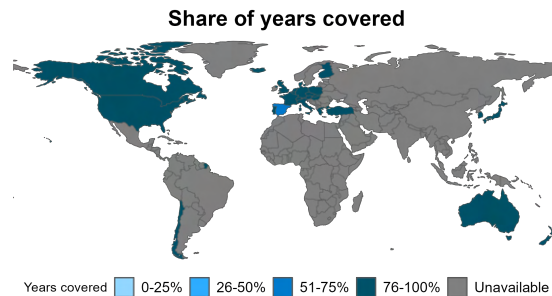 Share of years covered
Years covered 0-25% 26-50% 51-75% 76-100% Unavailable